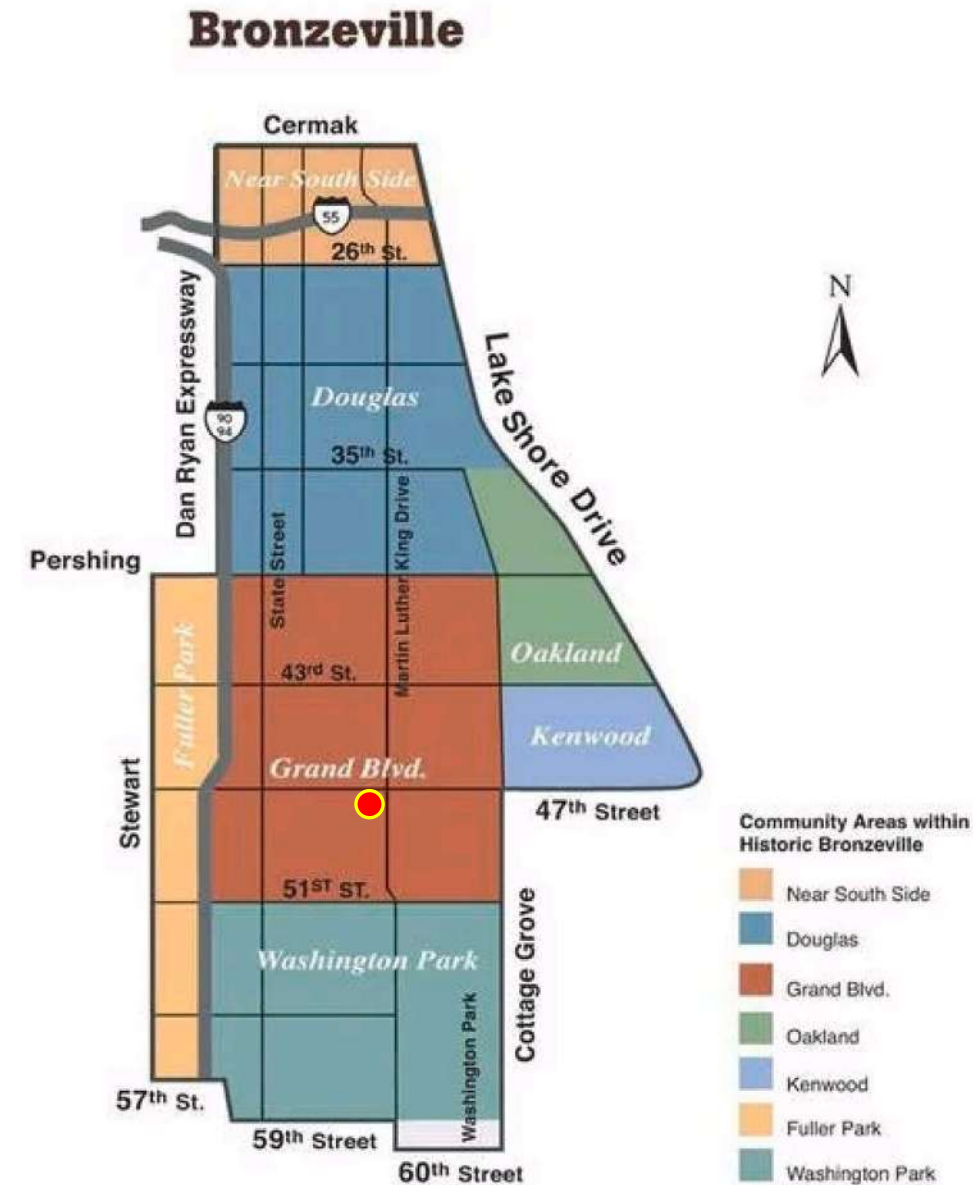 Bronzeville
Cermak
Near South Side
55
26th St.
N
Dan Ryan Expressway
Lake Shore Drive
90
94
Douglas
35th St.
Pershing
State Street
Martin Luther King Drive
Fuller Park
Oakland
43rd St.
Kenwood
Grand Blvd.
Stewart
47th Street
51ST ST.
Cottage Grove
Washington Park
Washington Park
57th St.
59th Street
60th Street
Community Areas within
Historic Bronzeville
Near South Side
Douglas
Grand Blvd.
Oakland
Kenwood
Fuller Park
Washington Park